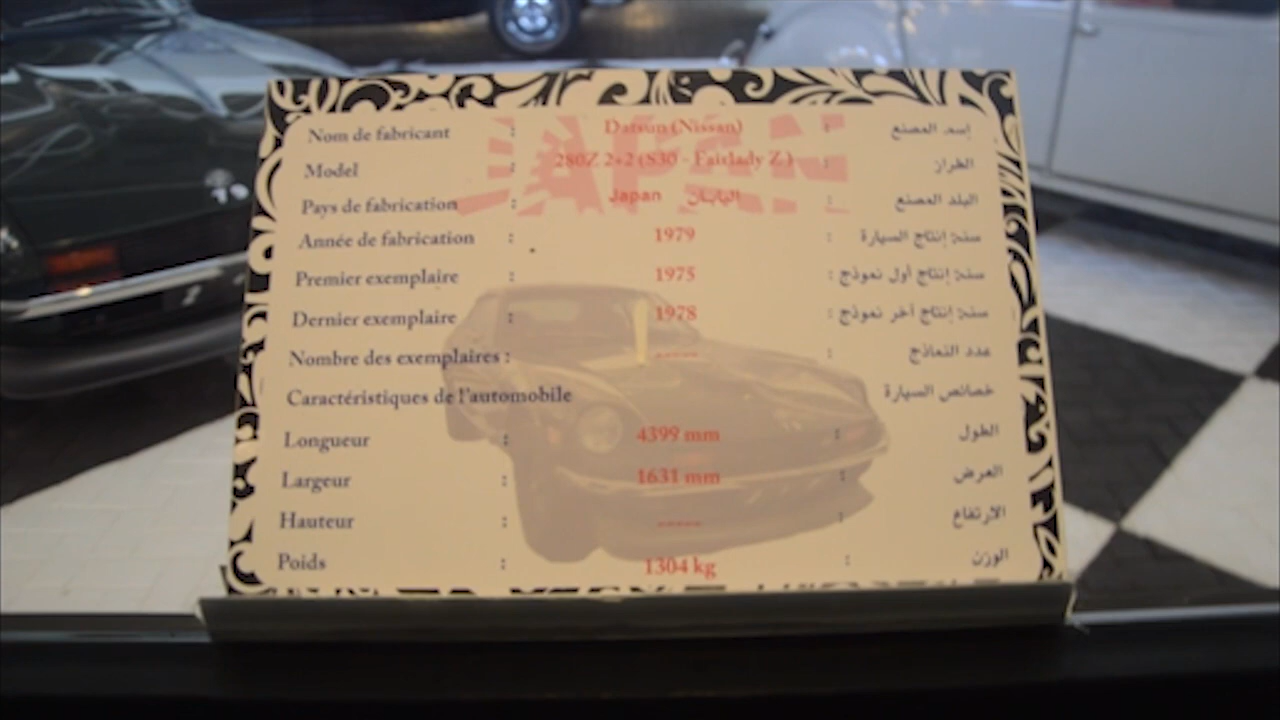 JAPAN
Nom de fabricant : Datsun (Nissan) : إسم المصنع
Model : 280Z 2+2 (S30 - Fairlady Z) : الطراز
Pays de fabrication : Japan اليابان : البلد المصنع
Année de fabrication : 1979 : سنة إنتاج السيارة
Premier exemplaire : 1975 : سنة إنتاج أول نموذج
Dernier exemplaire : 1978 : سنة إنتاج آخر نموذج
Nombre des exemplaires : ----- : عدد النماذج
Caractéristiques de l'automobile خصائص السيارة
Longueur : 4399 mm : الطول
Largeur : 1631 mm : العرض
Hauteur : ----- : الارتفاع
Poids : 1304 kg : الوزن